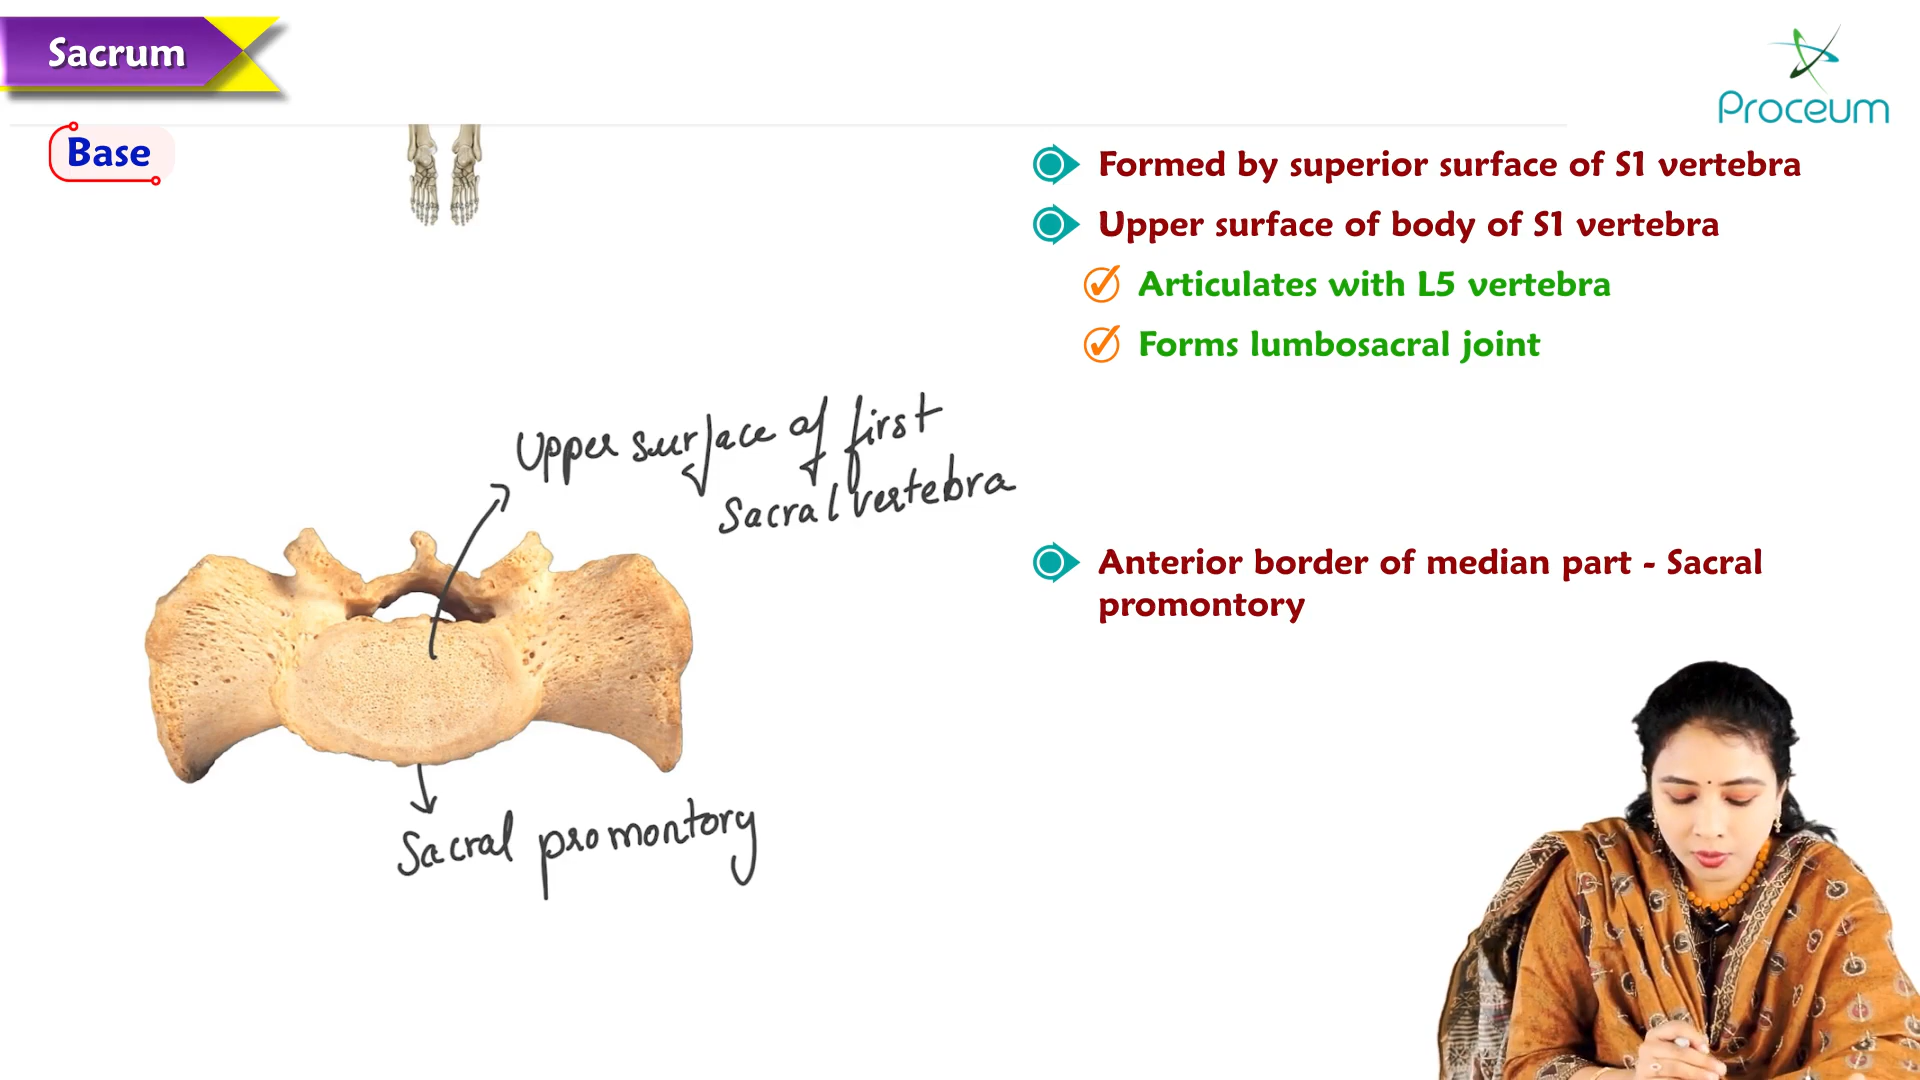 Sacrum
Proceum
Base
Formed by superior surface of S1 vertebra
Upper surface of body of S1 vertebra
Articulates with L5 vertebra
Forms lumbosacral joint
Upper surface of first
Sacral vertebra
Anterior border of median part - Sacral
promontory
Sacral promontory